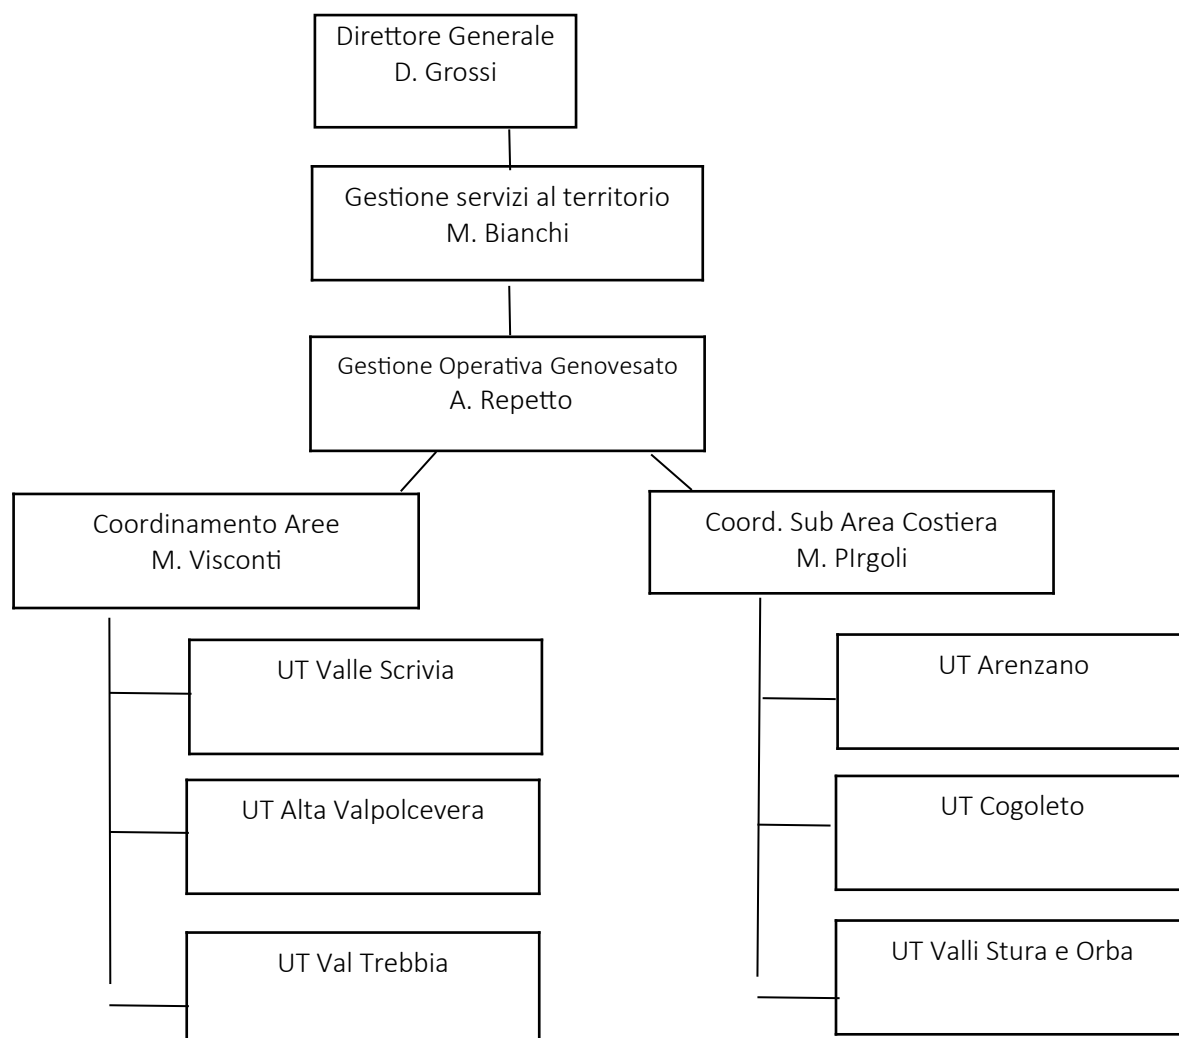 Direttore Generale
D. Grossi
Gestione servizi al territorio
M. Bianchi
Gestione Operativa Genovesato
A. Repetto
Coordinamento Aree
M. Visconti
Coord. Sub Area Costiera
M. PIrgoli
UT Valle Scrivia
UT Alta Valpolcevera
UT Val Trebbia
UT Arenzano
UT Cogoleto
UT Valli Stura e Orba